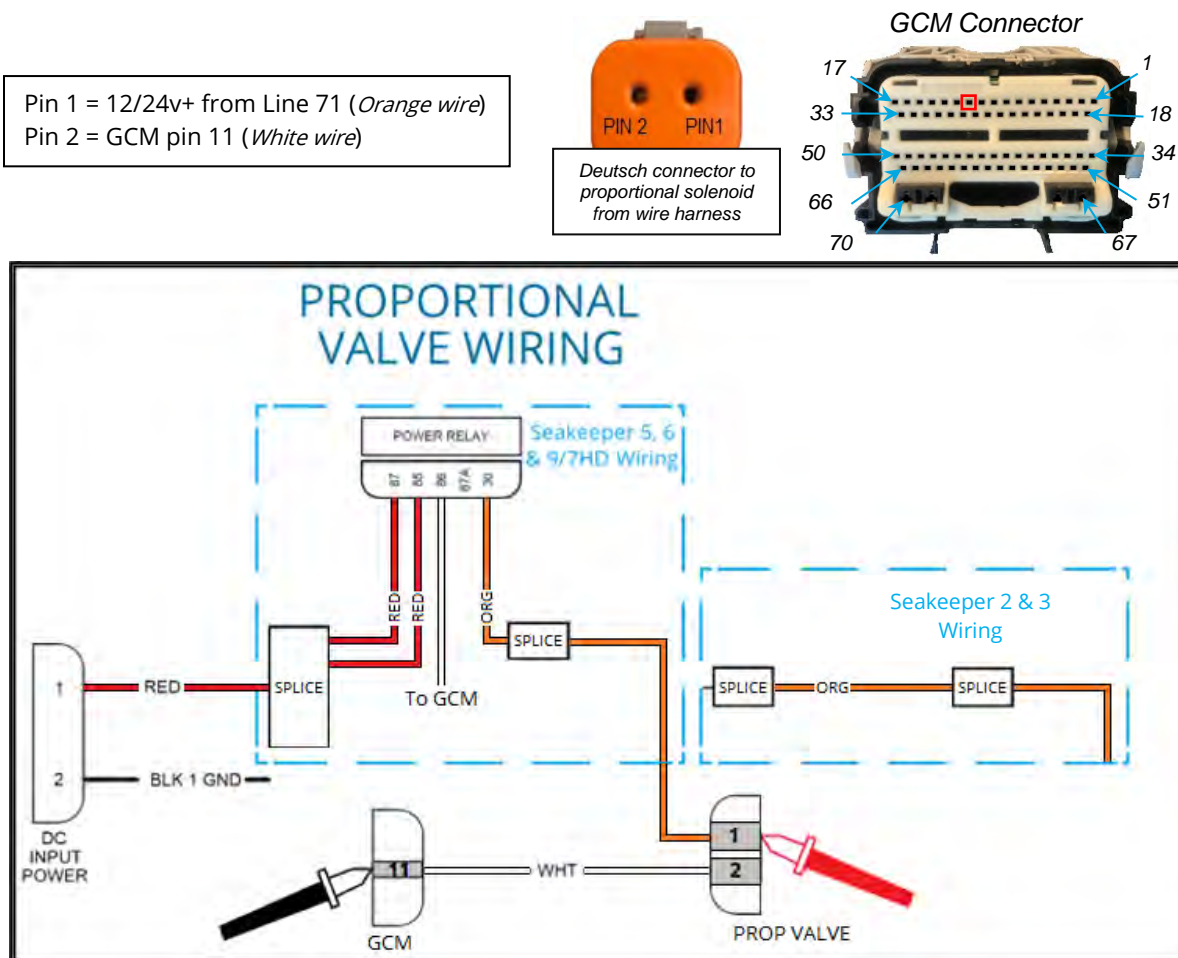 GCM Connector
Pin 1 = 12/24v+ from Line 71 (Orange wire)
Pin 2 = GCM pin 11 (White wire)
PIN 2 PIN1
Deutsch connector to
proportional solenoid
from wire harness
17
1
33
18
50
34
66
51
70
67
PROPORTIONAL
VALVE WIRING
POWER RELAY
87 85 86 87A 30
Seakeeper 5, 6
& 9/7HD Wiring
RED
RED
ORG
SPLICE
To GCM
SPLICE
Seakeeper 2 & 3
Wiring
SPLICE
ORG
SPLICE
1
RED
2
BLK 1 GND
DC
INPUT
POWER
11
WHT
1
2
GCM
PROP VALVE